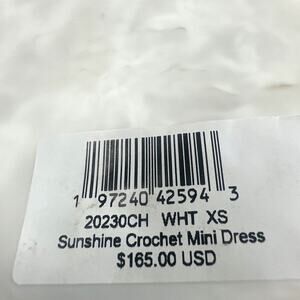 1 97240 42594 3
20230CH WHT XS
Sunshine Crochet Mini Dress
$165.00 USD